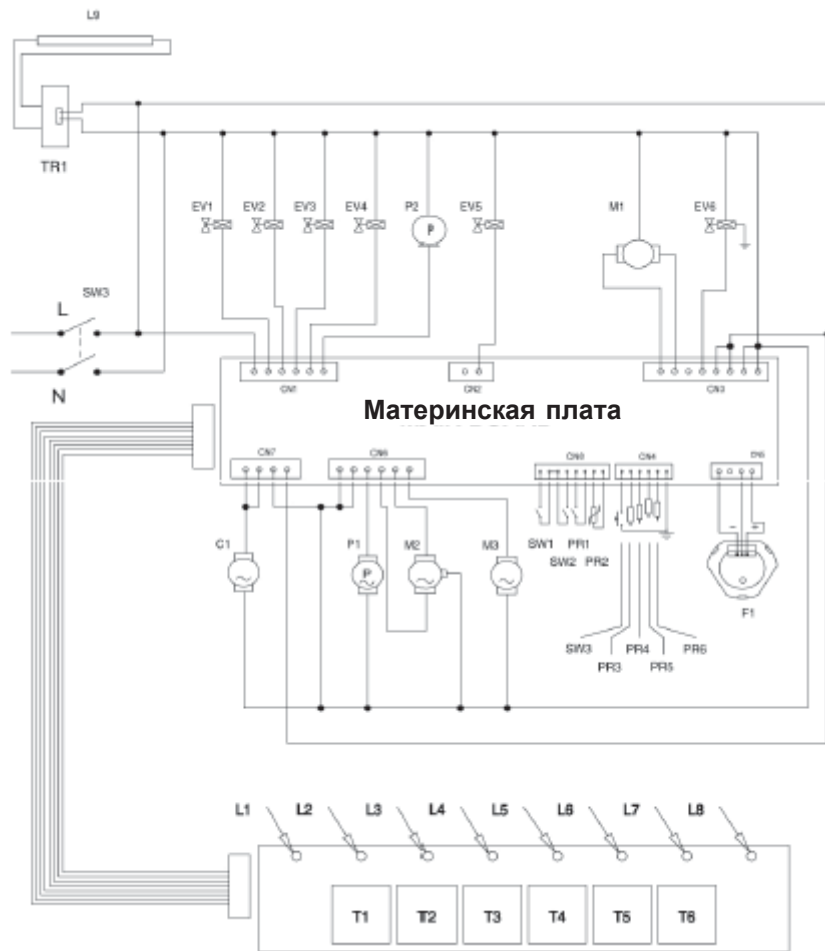 L9
TR1
EV1 EV2 EV3 EV4 P2 EV5 M1 EV6
L SW3
N
CN1 CN2 CN3
Материнская плата
CN7 CN6 CN8 CN4 CN5
C1 P1 M2 M3 SW1 PR1 F1
SW2 PR2
SW3 PR4 PR6
PR3 PR5
L1 L2 L3 L4 L5 L6 L7 L8
T1 T2 T3 T4 T5 T6